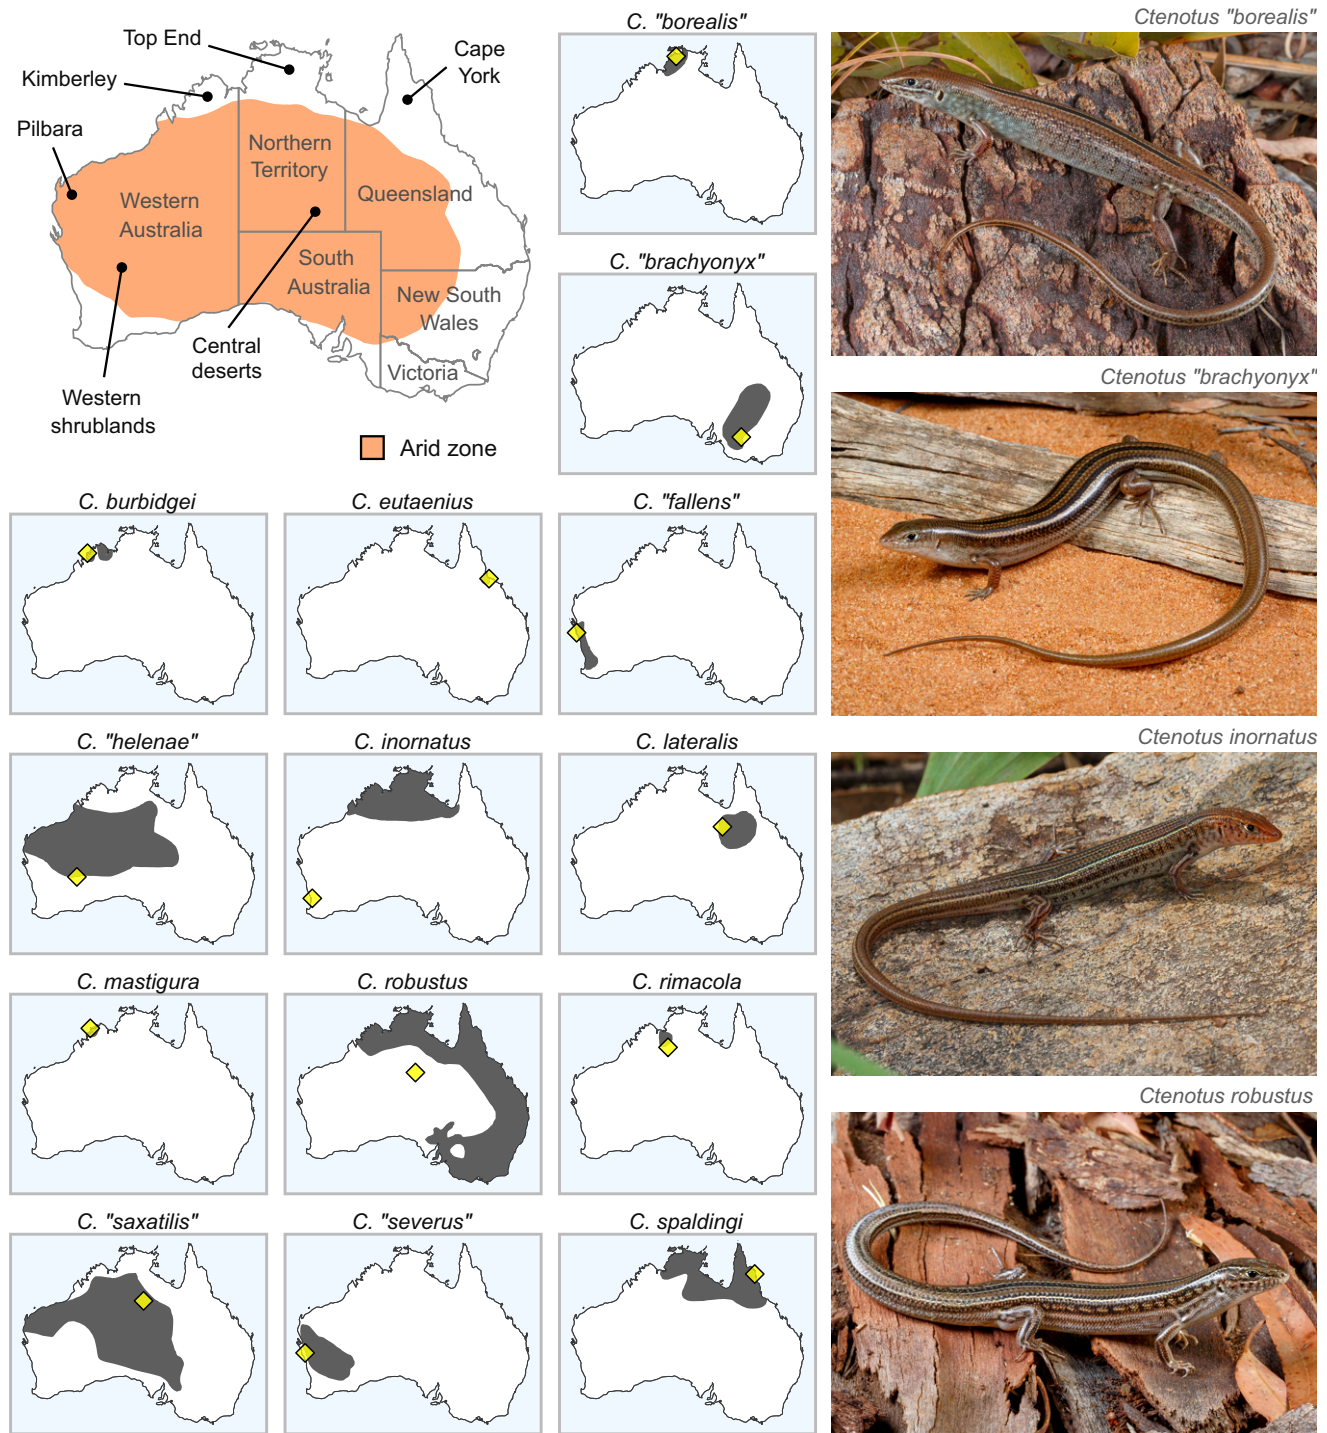 Top End
Cape
York
Kimberley
Pilbara
Northern
Territory
Queensland
Western
Australia
South
Australia
New South
Wales
Victoria
Central
deserts
Western
shrublands
Arid zone
C. "borealis"
C. "brachyonyx"
C. burbidgei
C. eutaenius
C. "fallens"
C. "helenae"
C. inornatus
C. lateralis
C. mastigura
C. robustus
C. rimacola
C. "saxatilis"
C. "severus"
C. spaldingi
Ctenotus "borealis"
Ctenotus "brachyonyx"
Ctenotus inornatus
Ctenotus robustus